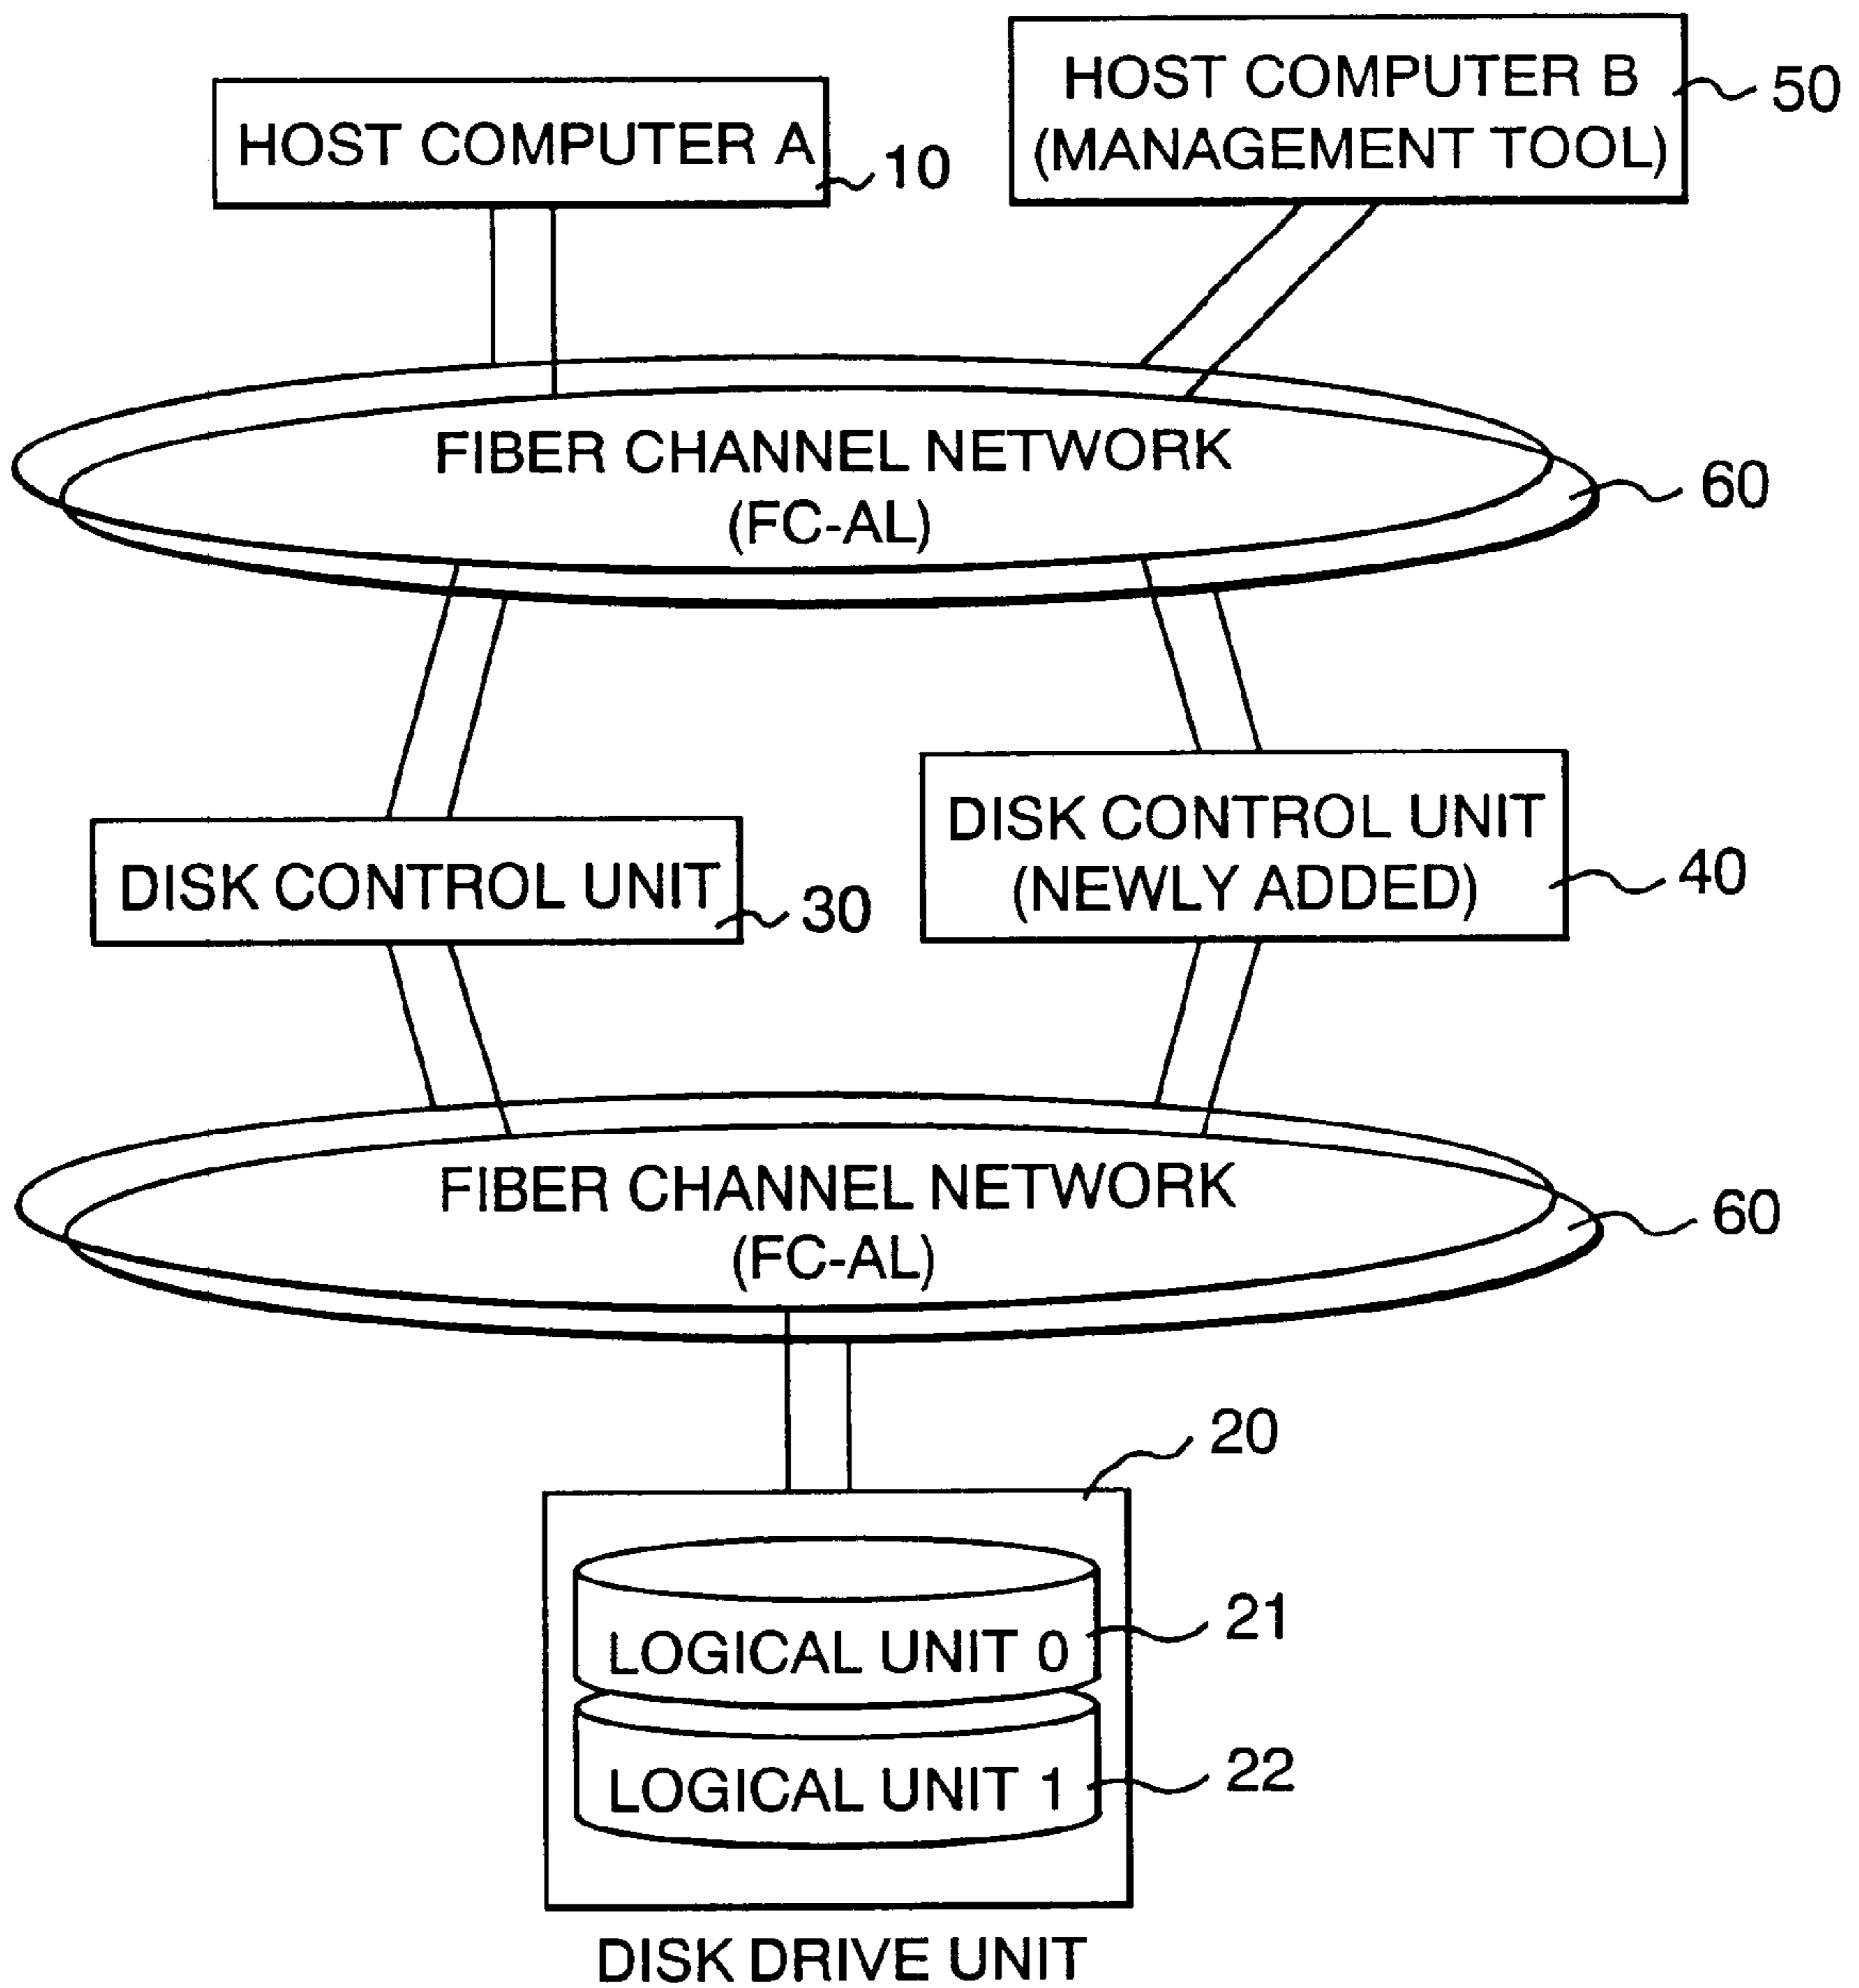 HOST COMPUTER A
10
HOST COMPUTER B
(MANAGEMENT TOOL)
50
FIBER CHANNEL NETWORK
(FC-AL)
60
DISK CONTROL UNIT
30
DISK CONTROL UNIT
(NEWLY ADDED)
40
FIBER CHANNEL NETWORK
(FC-AL)
60
20
LOGICAL UNIT 0
21
LOGICAL UNIT 1
22
DISK DRIVE UNIT